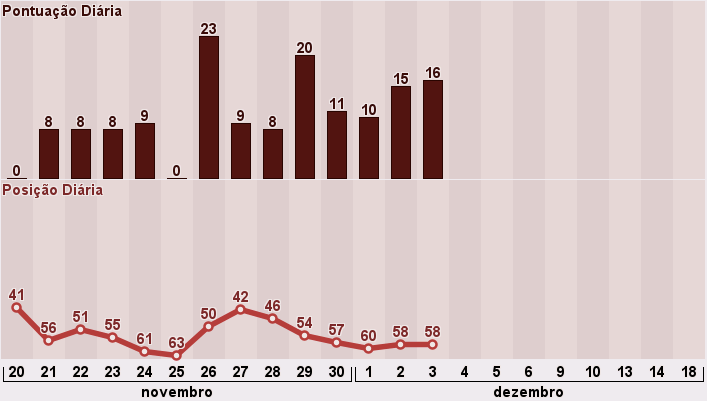 Pontuação Diária
0 8 8 8 9 0 23 9 8 20 11 10 15 16
Posição Diária
41 56 51 55 61 63 50 42 46 54 57 60 58 58
20 21 22 23 24 25 26 27 28 29 30 1 2 3 4 5 6 9 10 13 14 18
novembro dezembro